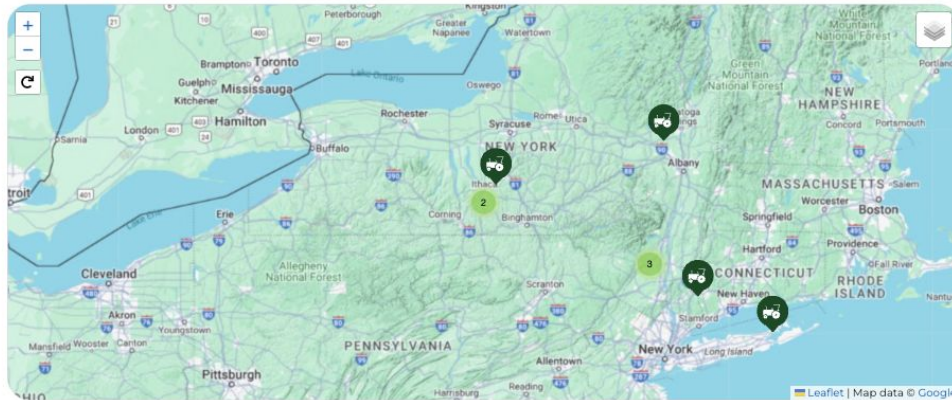 +
−
Peterborough
Greater
Napanee
Kingston
Watertown
White
Mountain
National Forest
Portland
Green
Mountain
National Forest
Brampton
Toronto
Mississauga
Guelph
Kitchener
Hamilton
London
Sarnia
Lake Ontario
Oswego
Rochester
Syracuse
Rome
Utica
NEW
HAMPSHIRE
Concord
Portsmouth
Buffalo
NEW YORK
Albany
Ithaca
2
Corning
Binghamton
MASSACHUSETTS
Salem
Worcester
Boston
Springfield
Lake Erie
Erie
Hartford
Providence
Fall River
Allegheny
National Forest
3
CONNECTICUT
RHODE
ISLAND
Cleveland
Scranton
New Haven
Stamford
Akron
Youngstown
Mansfield
Wooster
Canton
PENNSYLVANIA
New York
Long Island
Allentown
Pittsburgh
Reading
Harrisburg
Leaflet | Map data © Google